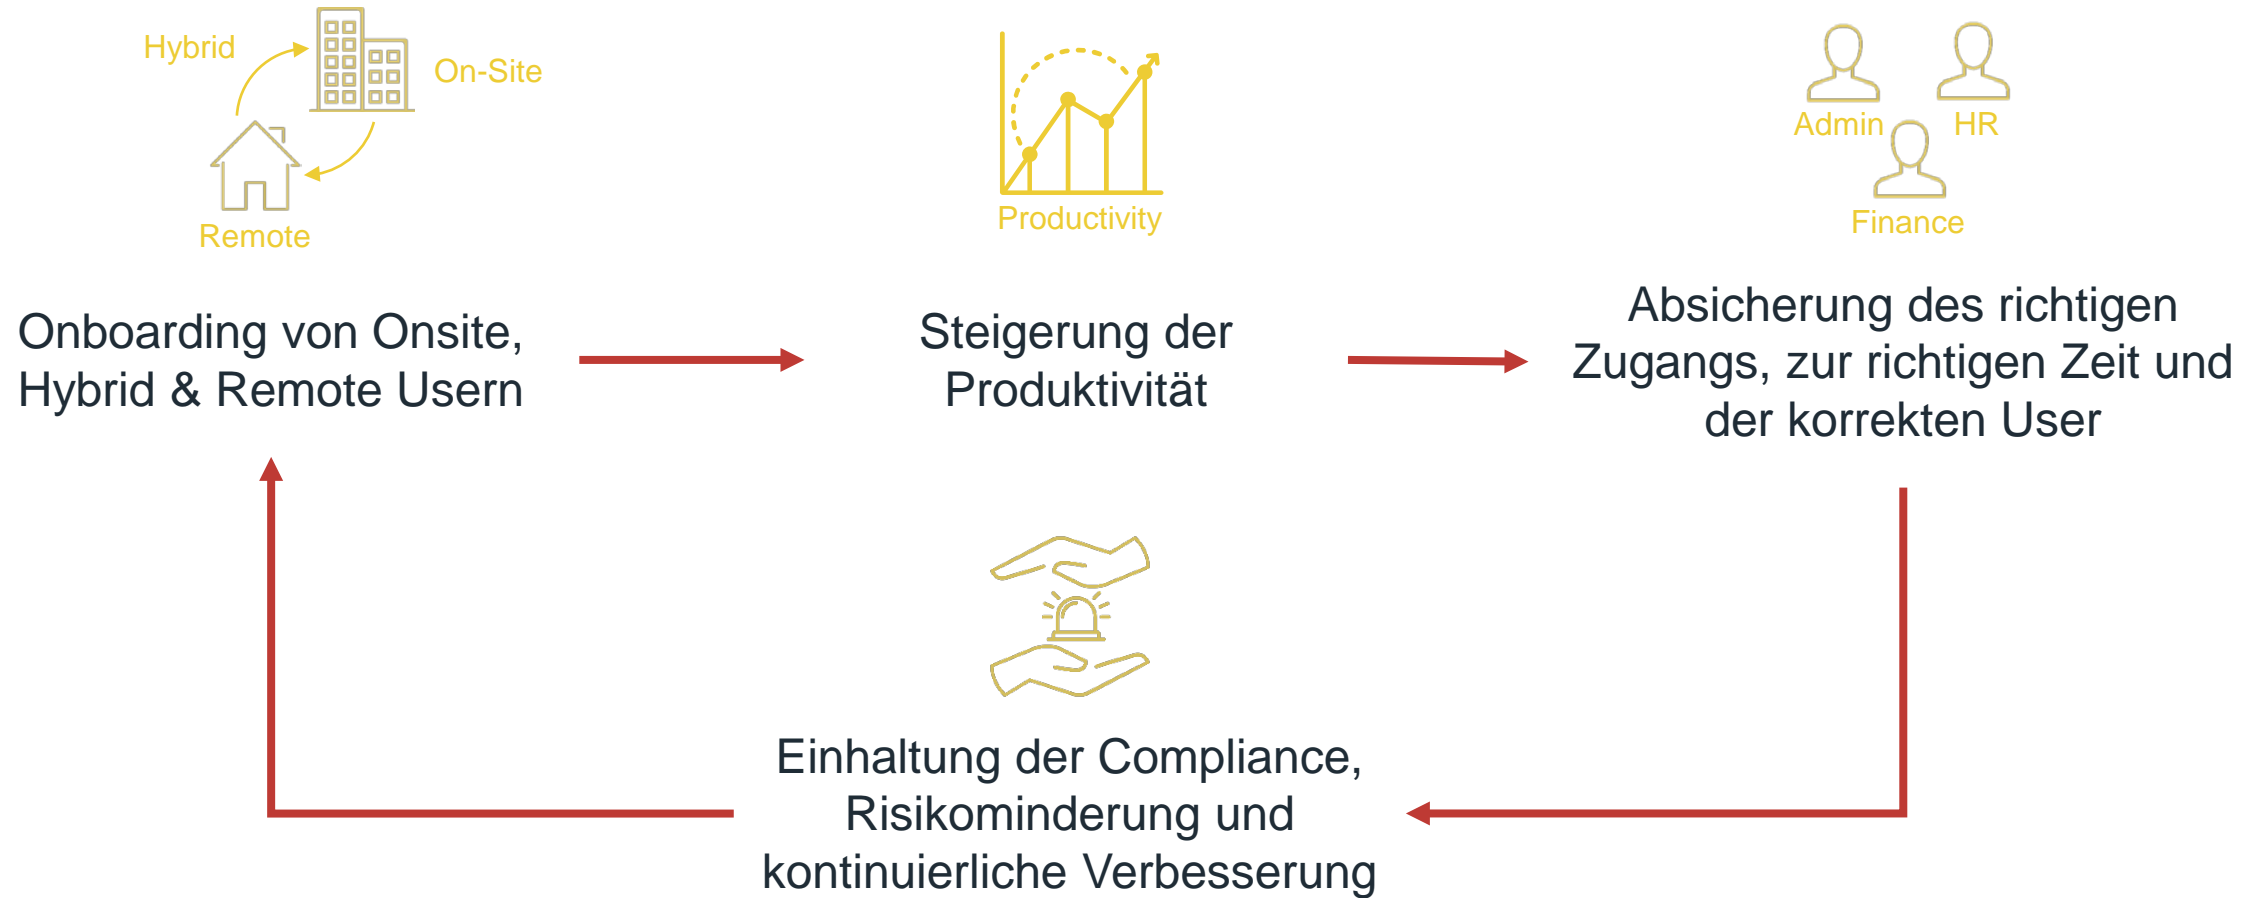 Hybrid
On-Site
Remote
Productivity
Admin
HR
Finance
Onboarding von Onsite,
Hybrid & Remote Usern
Steigerung der
Produktivität
Absicherung des richtigen
Zugangs, zur richtigen Zeit und
der korrekten User
Einhaltung der Compliance,
Risikominderung und
kontinuierliche Verbesserung